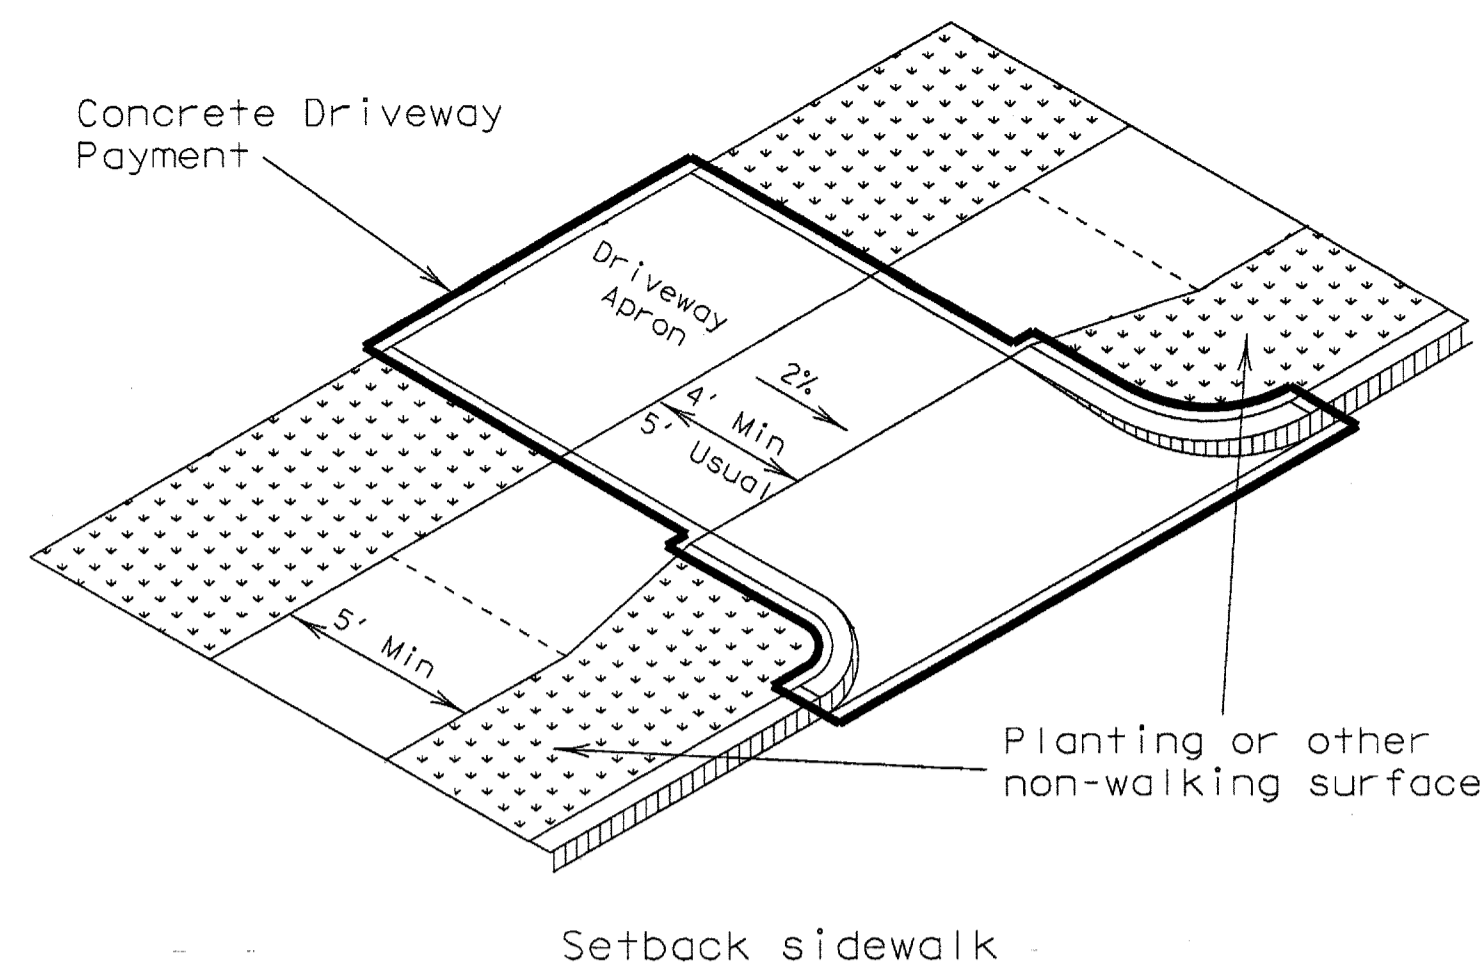 Concrete Driveway
Payment
Driveway
Apron
2%
4' Min
5' Usual
5' Min
Planting or other
non-walking surface
Setback sidewalk